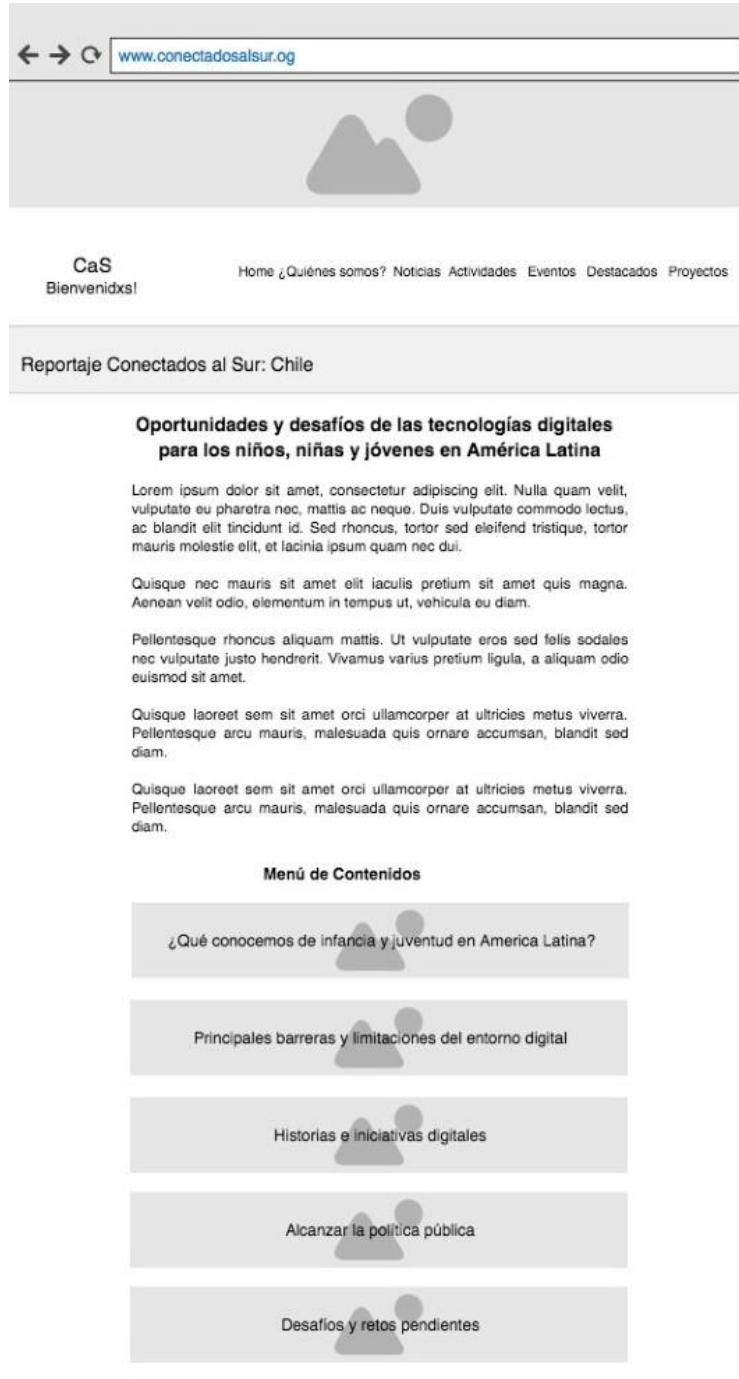 www.conectadosalsur.og
CaS
Bienvenidxs!
Home ¿Quiénes somos? Noticias Actividades Eventos Destacados Proyectos
Reportaje Conectados al Sur: Chile
Oportunidades y desafíos de las tecnologías digitales
para los niños, niñas y jóvenes en América Latina
Lorem ipsum dolor sit amet, consectetur adipiscing elit. Nulla quam velit,
vulputate eu pharetra nec, mattis ac neque. Duis vulputate commodo lectus,
ac blandit elit tincidunt id. Sed rhoncus, tortor sed eleifend tristique, tortor
mauris molestie elit, et lacinia ipsum quam nec dui.
Quisque nec mauris sit amet elit iaculis pretium sit amet quis magna.
Aenean velit odio, elementum in tempus ut, vehicula eu diam.
Pellentesque rhoncus aliquam mattis. Ut vulputate eros sed felis sodales
nec vulputate justo hendrerit. Vivamus varius pretium ligula, a aliquam odio
euismod sit amet.
Quisque laoreet sem sit amet orci ullamcorper at ultricies metus viverra.
Pellentesque arcu mauris, malesuada quis ornare accumsan, blandit sed
diam.
Quisque laoreet sem sit amet orci ullamcorper at ultricies metus viverra.
Pellentesque arcu mauris, malesuada quis ornare accumsan, blandit sed
diam.
Menú de Contenidos
¿Qué conocemos de infancia y juventud en America Latina?
Principales barreras y limitaciones del entorno digital
Historias e iniciativas digitales
Alcanzar la política pública
Desafíos y retos pendientes